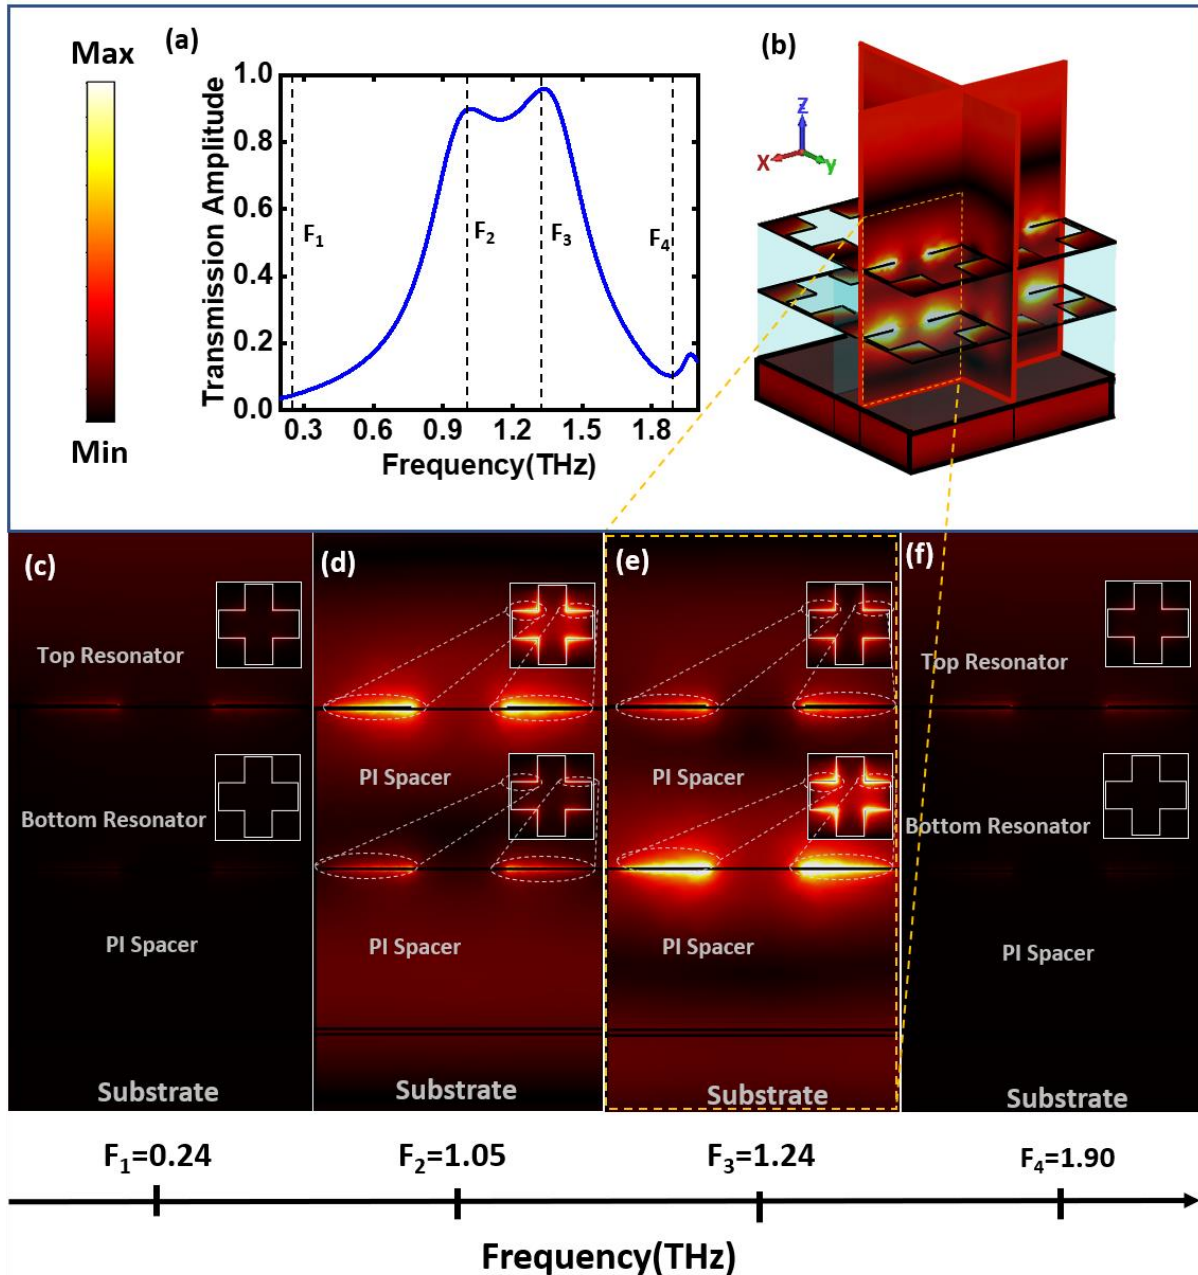 Max
Min
(a)
Transmission Amplitude
1.0
0.8
0.6
0.4
0.2
0.0
F₁
F₂
F₃
F₄
0.3 0.6 0.9 1.2 1.5 1.8
Frequency(THz)
(b)
Z
X
y
(c)
Top Resonator
Bottom Resonator
PI Spacer
Substrate
(d)
PI Spacer
PI Spacer
Substrate
(e)
PI Spacer
PI Spacer
Substrate
(f)
Top Resonator
Bottom Resonator
PI Spacer
Substrate
F₁=0.24
F₂=1.05
F₃=1.24
F₄=1.90
Frequency(THz)